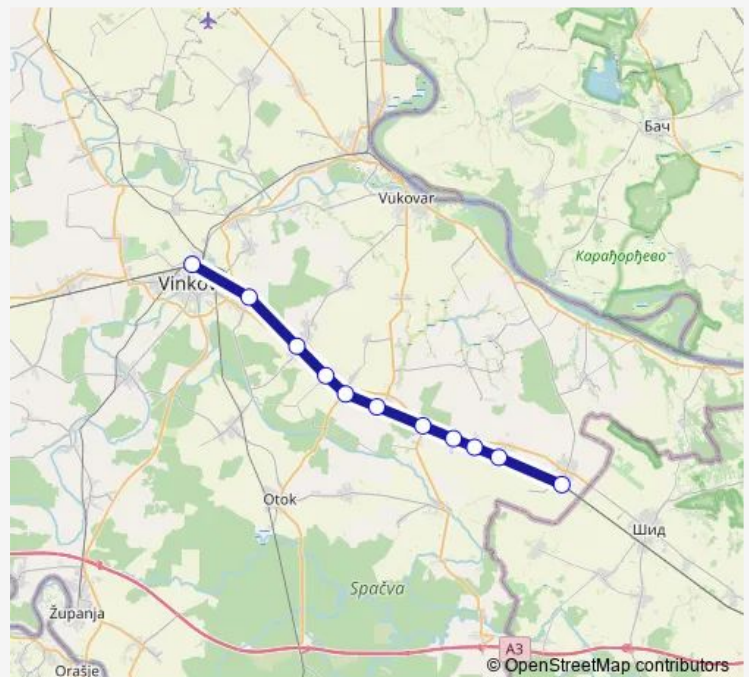 Бач
Vukovar
Карађорђево
Vinkov
Otok
Шид
Spačva
Županja
A3
Orašje
© OpenStreetMap contributors